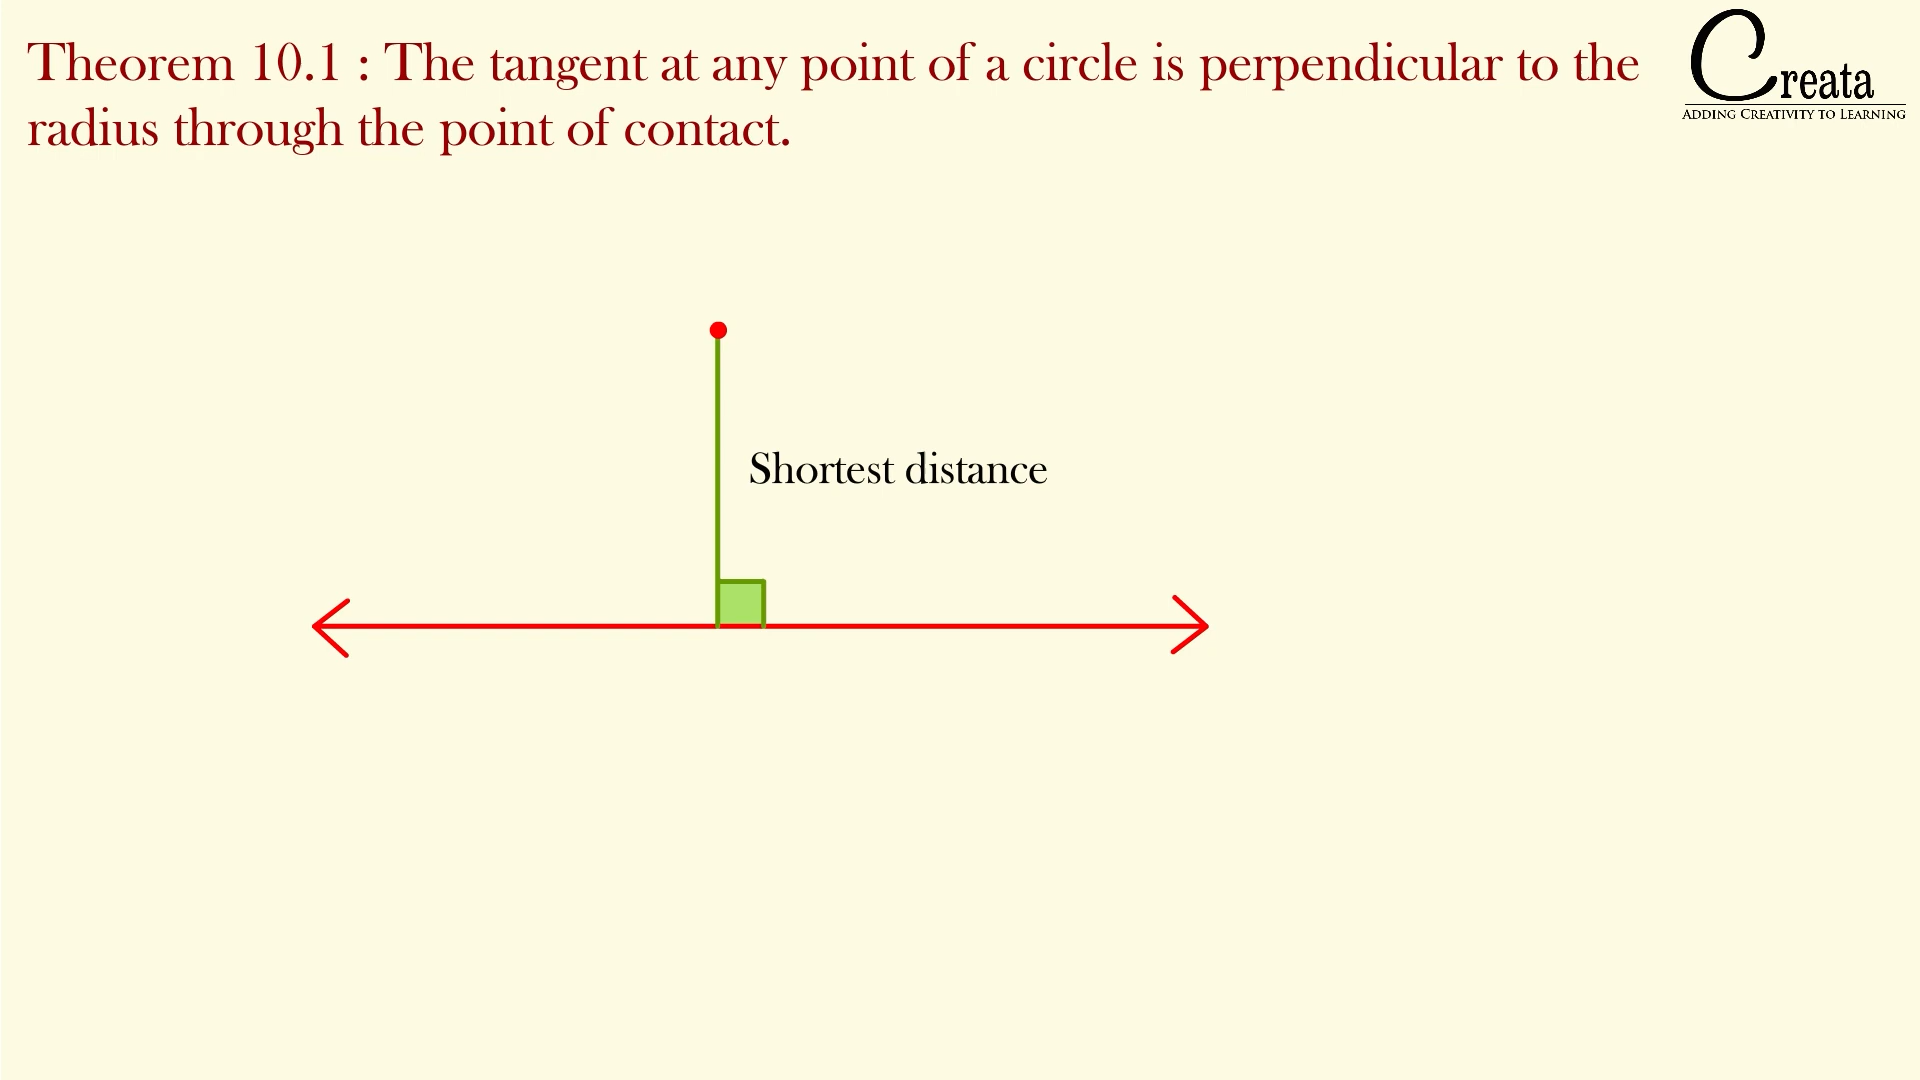 Theorem 10.1 : The tangent at any point of a circle is perpendicular to the
radius through the point of contact.
Creata
ADDING CREATIVITY TO LEARNING
Shortest distance